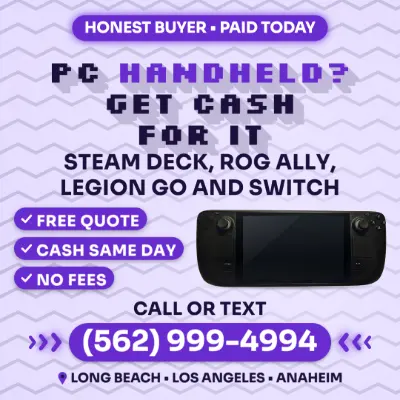 HONEST BUYER • PAID TODAY
PC HANDHELD?
GET CASH
FOR IT
STEAM DECK, ROG ALLY,
LEGION GO AND SWITCH
✓ FREE QUOTE
✓ CASH SAME DAY
✓ NO FEES
CALL OR TEXT
(562) 999-4994
LONG BEACH • LOS ANGELES • ANAHEIM